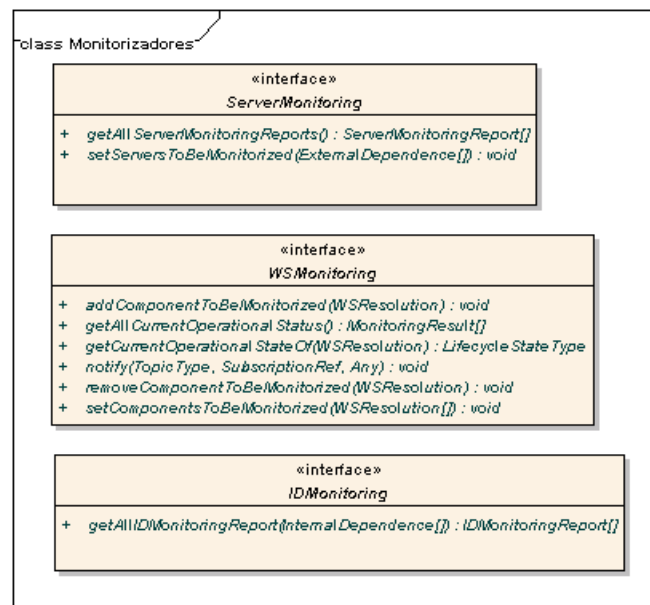 class Monitorizadores
«interface»
ServerMonitoring
+ getAllServerMonitoringReports() : ServerMonitoringReport[]
+ setServersToBeMonitorized(ExternalDependence[]) : void
«interface»
WSMonitoring
+ addComponentToBeMonitorized(WSResolution) : void
+ getAllCurrentOperationalStatus() : MonitoringResult[]
+ getCurrentOperationalStateOf(WSResolution) : LifecycleStateType
+ notify(TopicType, SubscriptionRef, Any) : void
+ removeComponentToBeMonitorized(WSResolution) : void
+ setComponentsToBeMonitorized(WSResolution[]) : void
«interface»
IDMonitoring
+ getAllIDMonitoringReport(InternalDependence[]) : IDMonitoringReport[]